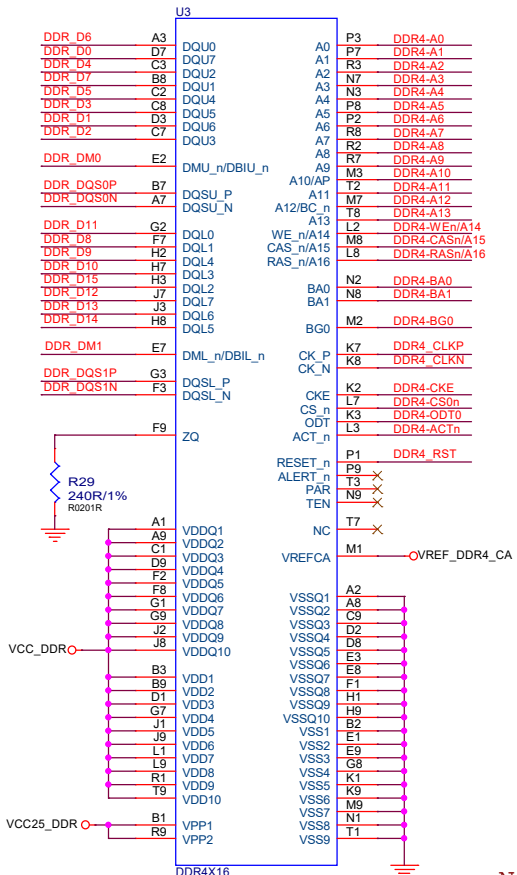 U3
DDR_D6 A3 DQU0 A0 P3 DDR4-A0
DDR_D0 D7 DQU7 A1 P7 DDR4-A1
DDR_D4 C3 DQU2 A2 R3 DDR4-A2
DDR_D7 B8 DQU1 A3 N7 DDR4-A3
DDR_D5 C2 DQU4 A4 N3 DDR4-A4
DDR_D3 C8 DQU5 A5 P8 DDR4-A5
DDR_D1 D3 DQU6 A6 P2 DDR4-A6
DDR_D2 C7 DQU3 A7 R8 DDR4-A7
A8 R2 DDR4-A8
DDR_DM0 E2 DMU_n/DBIU_n A9 R7 DDR4-A9
A10/AP M3 DDR4-A10
DDR_DQS0P B7 DQSU_P A11 T2 DDR4-A11
DDR_DQS0N A7 DQSU_N A12/BC_n M7 DDR4-A12
A13 T8 DDR4-A13
DDR_D11 G2 DQL0 WE_n/A14 L2 DDR4-WEn/A14
DDR_D8 F7 DQL1 CAS_n/A15 M8 DDR4-CASn/A15
DDR_D9 H2 DQL4 RAS_n/A16 L8 DDR4-RASn/A16
DDR_D10 H7 DQL3
DDR_D15 H3 DQL2 BA0 N2 DDR4-BA0
DDR_D12 J7 DQL7 BA1 N8 DDR4-BA1
DDR_D13 J3 DQL6
DDR_D14 H8 DQL5 BG0 M2 DDR4-BG0
DDR_DM1 E7 DML_n/DBIL_n CK_P K7 DDR4_CLKP
CK_N K8 DDR4_CLKN
DDR_DQS1P G3 DQSL_P
DDR_DQS1N F3 DQSL_N CKE K2 DDR4-CKE
CS_n L7 DDR4-CS0n
ODT K3 DDR4-ODT0
F9 ZQ ACT_n L3 DDR4-ACTn
RESET_n P1 DDR4_RST
ALERT_n P9
R29 PAR T3
240R/1% TEN N9
R0201R
A1 VDDQ1 NC T7
A9 VDDQ2
C1 VDDQ3 VREFCA M1 VREF_DDR4_CA
D9 VDDQ4
F2 VDDQ5
F8 VDDQ6 VSSQ1 A2
G1 VDDQ7 VSSQ2 A8
G9 VDDQ8 VSSQ3 C9
J2 VDDQ9 VSSQ4 D2
VCC_DDR J8 VDDQ10 VSSQ5 D8
VSSQ6 E3
B3 VDD1 VSSQ7 E8
B9 VDD2 VSSQ8 F1
D1 VDD3 VSSQ9 H1
G7 VDD4 VSSQ10 H9
J1 VDD5 VSS1 B2
J9 VDD6 VSS2 E1
L1 VDD7 VSS3 E9
L9 VDD8 VSS4 G8
R1 VDD9 VSS5 K1
T9 VDD10 VSS6 K9
VSS7 M9
VCC25_DDR B1 VPP1 VSS8 N1
R9 VPP2 VSS9 T1
DDR4X16
N